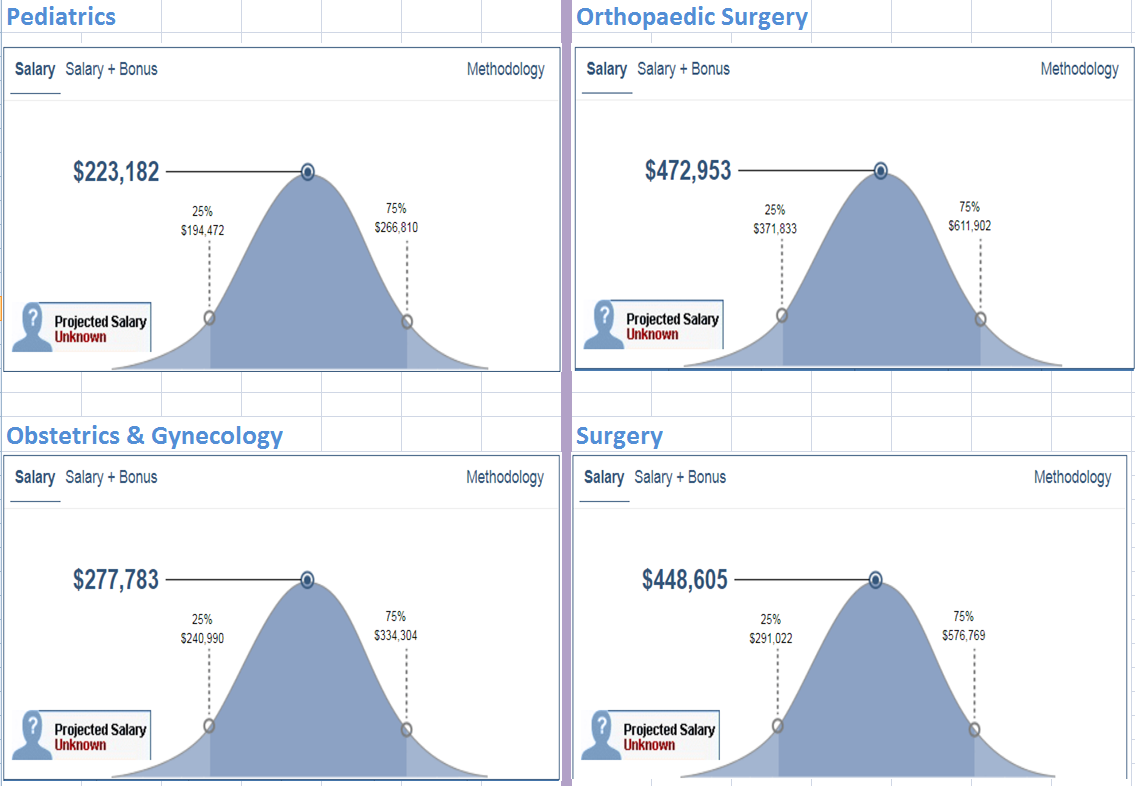 Pediatrics
Salary Salary + Bonus Methodology
$223,182
25%
$194,472
75%
$266,810
?
Projected Salary
Unknown
Orthopaedic Surgery
Salary Salary + Bonus Methodology
$472,953
25%
$371,833
75%
$611,902
?
Projected Salary
Unknown
Obstetrics & Gynecology
Salary Salary + Bonus Methodology
$277,783
25%
$240,990
75%
$334,304
?
Projected Salary
Unknown
Surgery
Salary Salary + Bonus Methodology
$448,605
25%
$291,022
75%
$576,769
?
Projected Salary
Unknown